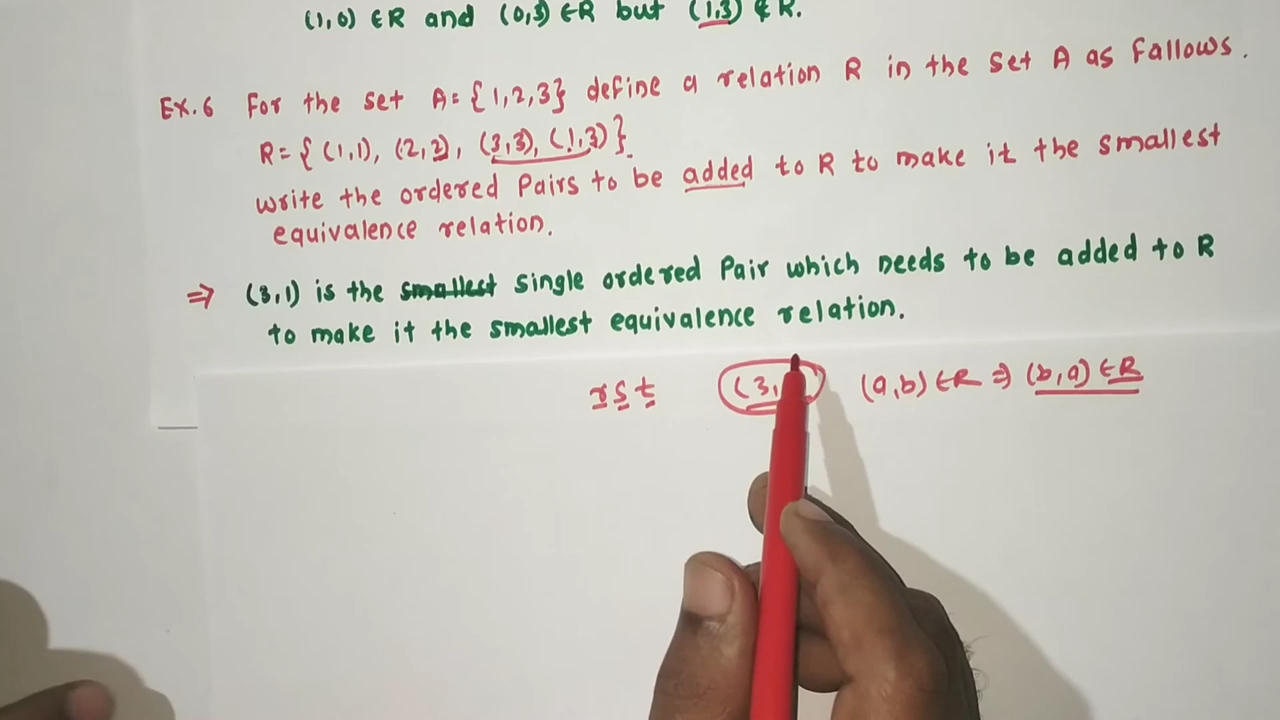 (1,0) ∈R and (0,3) ∈R but (1,3) ∉ R.
Ex.6 For the set A= {1,2,3} define a relation R in the set A as Fallows.
R= { (1,1), (2,2), (3,3), (1,3)}.
write the ordered Pairs to be added to R to make it the smallest
equivalence relation.
⇒ (3,1) is the smallest single ordered Pair which needs to be added to R
to make it the smallest equivalence relation.
r s t (3, (a,b) ∈R ⇒ (b,a) ∈R